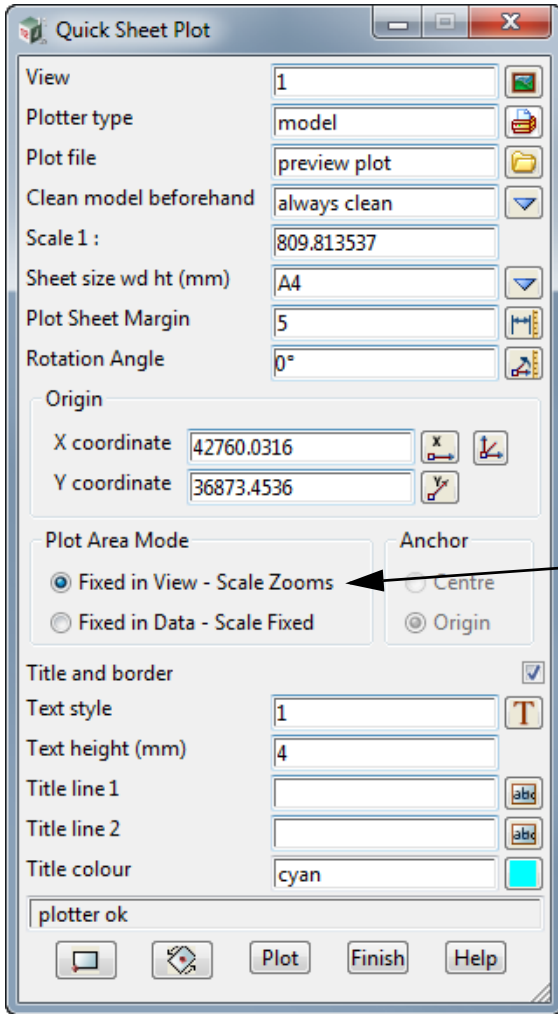 Quick Sheet Plot
View 1
Plotter type model
Plot file preview plot
Clean model beforehand always clean
Scale 1 : 809.813537
Sheet size wd ht (mm) A4
Plot Sheet Margin 5
Rotation Angle 0°
Origin
X coordinate 42760.0316 X
Y coordinate 36873.4536 Y
Plot Area Mode Anchor
Fixed in View - Scale Zooms Centre
Fixed in Data - Scale Fixed Origin
Title and border
Text style 1 T
Text height (mm) 4
Title line 1 abc
Title line 2 abc
Title colour cyan
plotter ok
Plot Finish Help